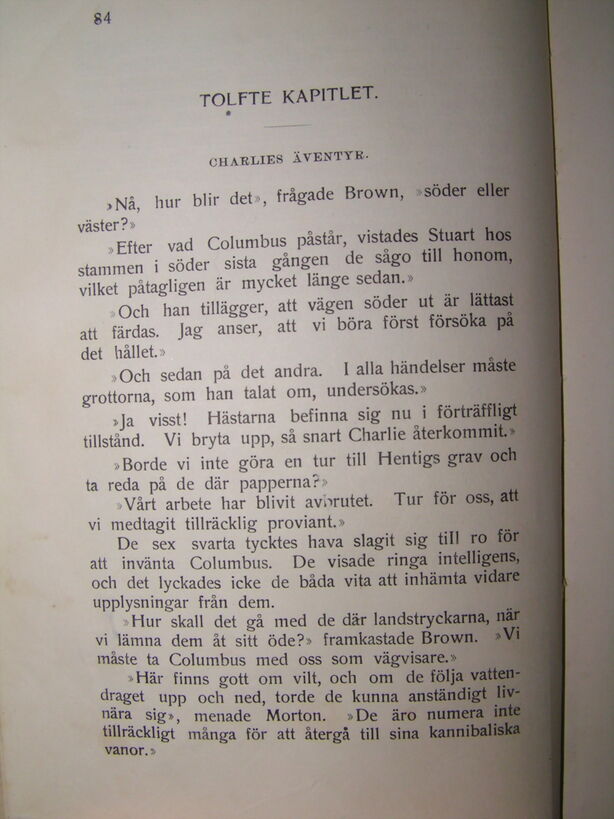 84
TOLFTE KAPITLET.
CHARLIES ÄVENTYR.
»Nå, hur blir det», frågade Brown, »söder eller
väster?»
»Efter vad Columbus påstår, vistades Stuart hos
stammen i söder sista gången de sågo till honom,
vilket påtagligen är mycket länge sedan.»
»Och han tillägger, att vägen söder ut är lättast
att färdas. Jag anser, att vi böra först försöka på
det hållet.»
»Och sedan på det andra. I alla händelser måste
grottorna, som han talat om, undersökas.»
»Ja visst! Hästarna befinna sig nu i förträffligt
tillstånd. Vi bryta upp, så snart Charlie återkommit.»
»Borde vi inte göra en tur till Hentigs grav och
ta reda på de där papperna?»
»Vårt arbete har blivit avbrutet. Tur för oss, att
vi medtagit tillräcklig proviant.»
De sex svarta tycktes hava slagit sig till ro för
att invänta Columbus. De visade ringa intelligens,
och det lyckades icke de båda vita att inhämta vidare
upplysningar från dem.
»Hur skall det gå med de där landstryckarna, när
vi lämna dem åt sitt öde?» framkastade Brown. »Vi
måste ta Columbus med oss som vägvisare.»
»Här finns gott om vilt, och om de följa vatten-
draget upp och ned, torde de kunna anständigt liv-
nära sig», menade Morton. »De äro numera inte
tillräckligt många för att återgå till sina kannibaliska
vanor.»